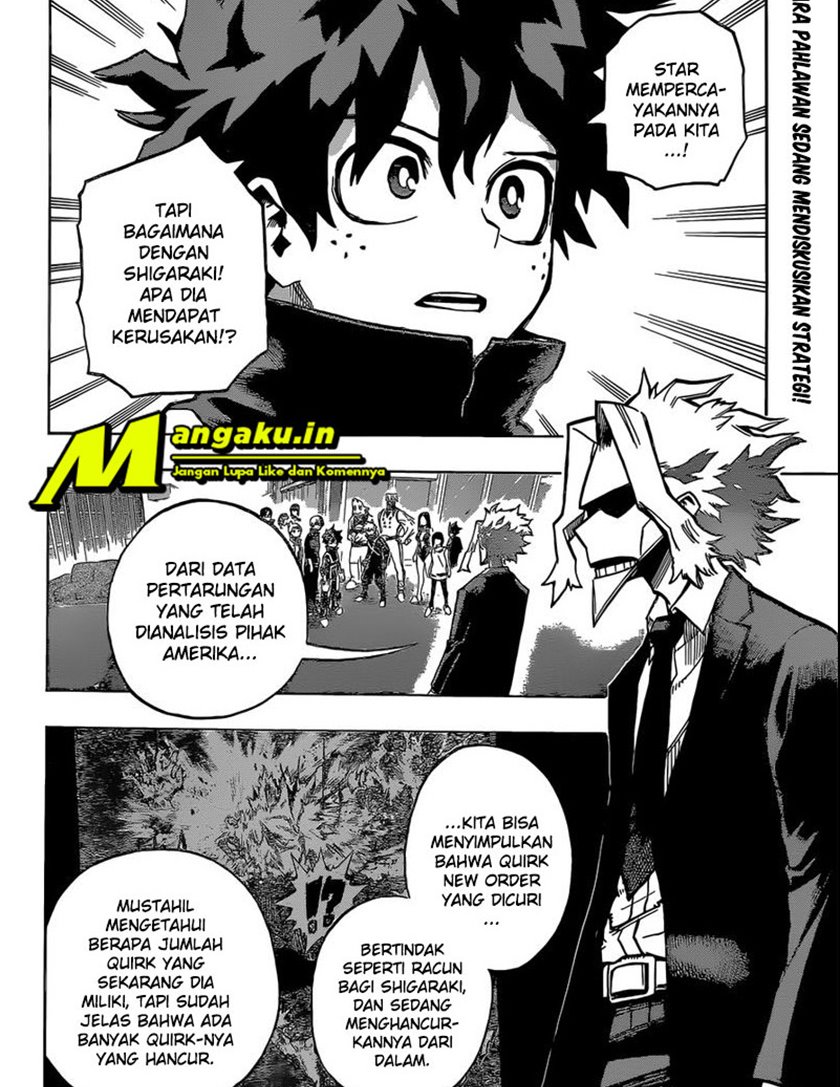 STAR
MEMPERCA-
YAKANNYA
PADA KITA
...!
RA PAHLAWAN SEDANG MENDISKUSIKAN STRATEGI!!
TAPI
BAGAIMANA
DENGAN
SHIGARAKI!
APA DIA
MENDAPAT
KERUSAKAN!?
Mangaku.in
Jangan Lupa Like dan Komennya
DARI DATA
PERTARUNGAN
YANG TELAH
DIANALISIS PIHAK
AMERIKA...
...KITA BISA
MENYIMPULKAN
BAHWA QUIRK
NEW ORDER
YANG DICURI
...
!?
BERTINDAK
SEPERTI RACUN
BAGI SHIGARAKI,
DAN SEDANG
MENGHANCUR-
KANNYA DARI
DALAM.
MUSTAHIL
MENGETAHUI
BERAPA JUMLAH
QUIRK YANG
SEKARANG DIA
MILIKI, TAPI SUDAH
JELAS BAHWA ADA
BANYAK QUIRK-NYA
YANG HANCUR.